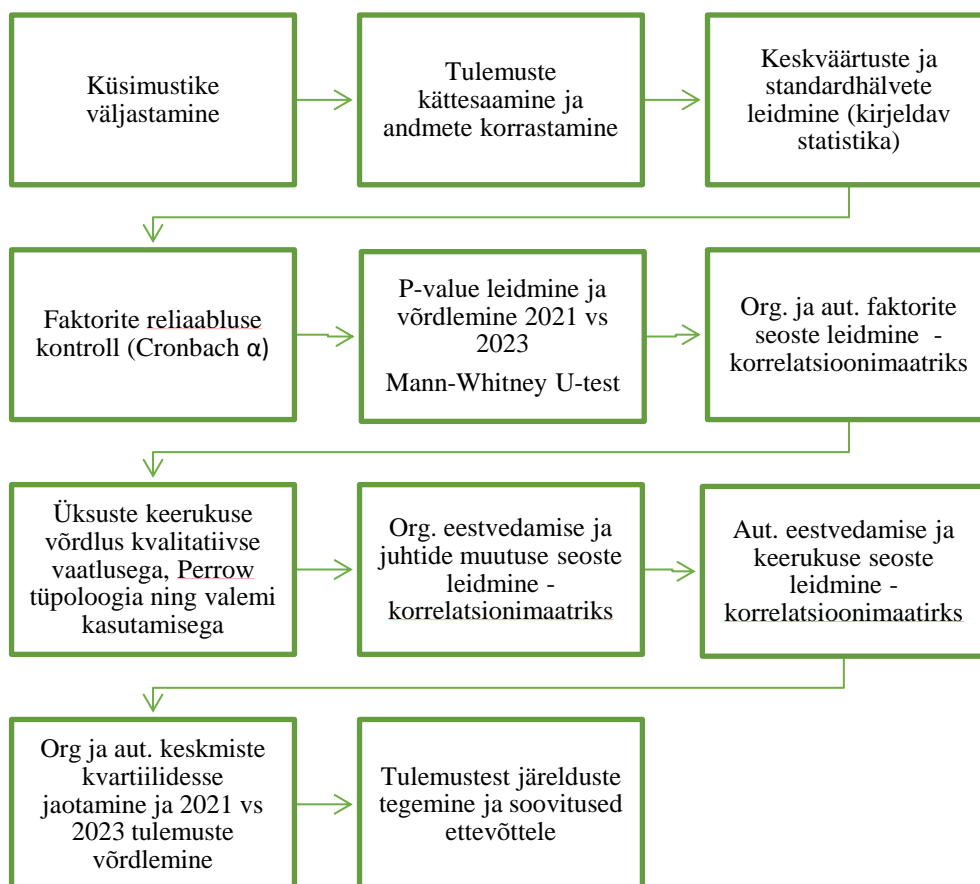 Küsimustike
väljastamine
Tulemuste
kättesaamine ja
andmete korrastamine
Keskväärtuste ja
standardhälvete
leidmine (kirjeldav
statistika)
Faktorite reliaabluse
kontroll (Cronbach α)
P-value leidmine ja
võrdlemine 2021 vs
2023
Mann-Whitney U-test
Org. ja aut. faktorite
seoste leidmine -
korrelatsioonimaatriks
Üksuste keerukuse
võrdlus kvalitatiivse
vaatlusega, Perrow
tüpoloogia ning valemi
kasutamisega
Org. eestvedamise ja
juhtide muutuse seoste
leidmine -
korrelatsionimaatriks
Aut. eestvedamise ja
keerukuse seoste
leidmine -
korrelatsioonimaatirks
Org ja aut. keskmiste
kvartiilidesse
jaotamine ja 2021 vs
2023 tulemuste
võrdlemine
Tulemustest järelduste
tegemine ja soovitused
ettevõttele